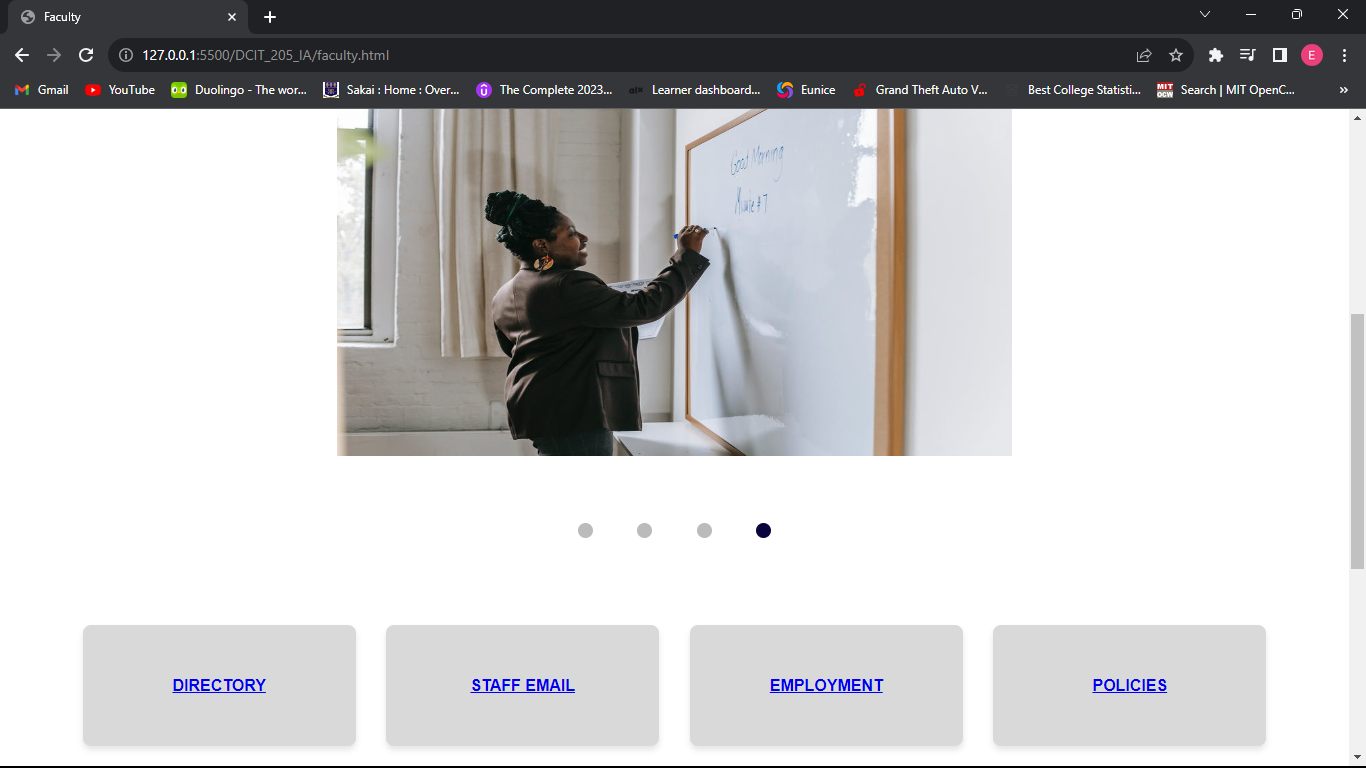 Faculty
127.0.0.1:5500/DCIT_205_IA/faculty.html
E
Gmail
YouTube
Duolingo - The wor...
Sakai : Home : Over...
The Complete 2023...
Learner dashboard...
Eunice
Grand Theft Auto V...
Best College Statisti...
MIT
OCW
Search | MIT OpenC...
»
Good Morning
DIRECTORY
STAFF EMAIL
EMPLOYMENT
POLICIES